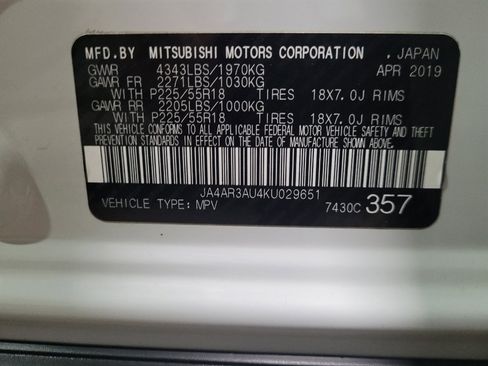 MFD.BY MITSUBISHI MOTORS CORPORATION , JAPAN
GWWR 4343LBS/1970KG APR 2019
GAWR FR 2271LBS/1030KG
WITH P225/55R18 TIRES 18X7.0J RIMS
GAWR RR 2205LBS/1000KG
WITH P225/55R18 TIRES 18X7.0J RIMS
THIS VEHICLE CONFORMS TO ALL APPLICABLE FEDERAL MOTOR VEHICLE SAFETY AND THEFT
PREVENTION STANDARDS IN EFFECT ON THE DATE OF MANUFACTURE SHOWN ABOVE.
JA4AR3AU4KU029651
VEHICLE TYPE: MPV 7430C 357